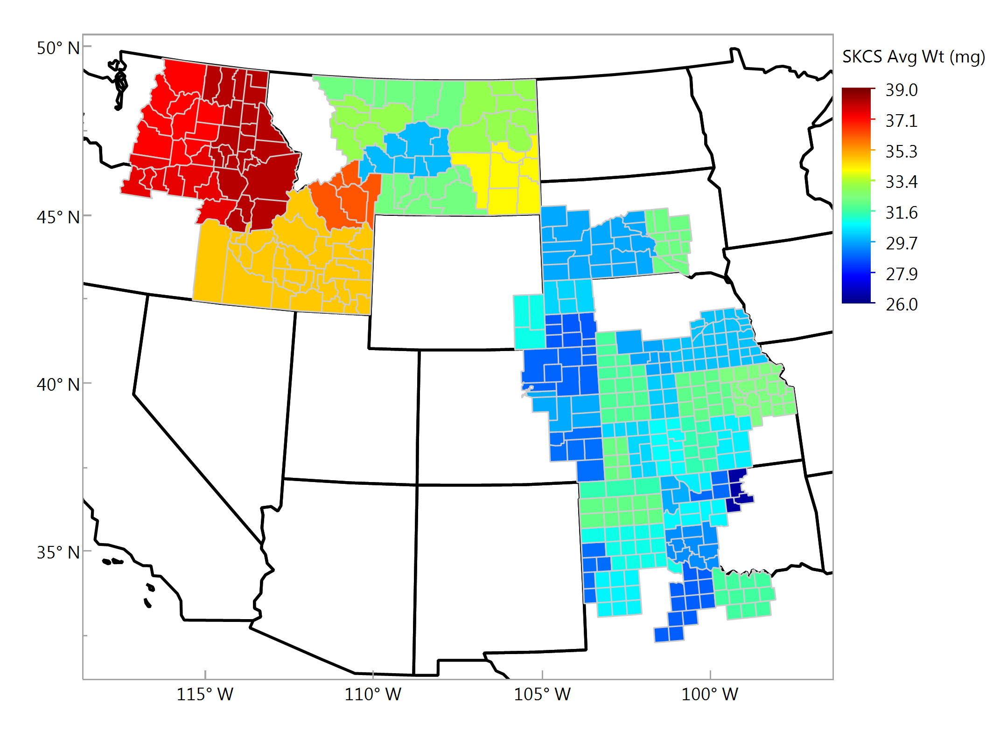 50° N
45° N
40° N
35° N
115° W
110° W
105° W
100° W
SKCS Avg Wt (mg)
39.0
37.1
35.3
33.4
31.6
29.7
27.9
26.0